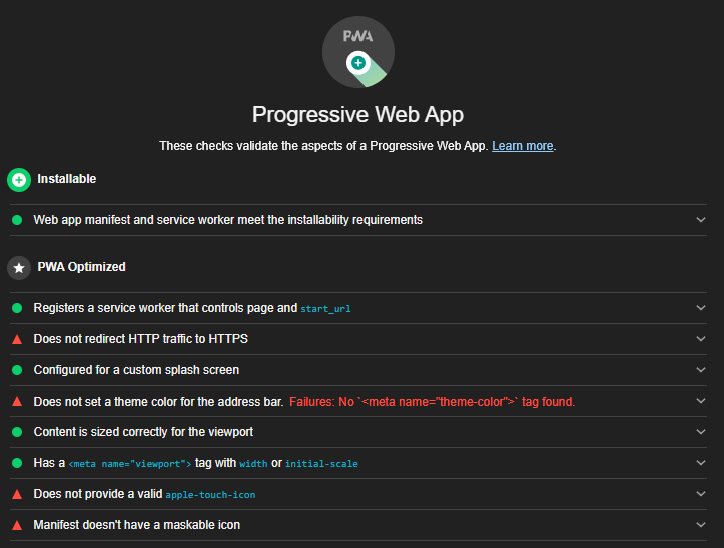 PWA
Progressive Web App
These checks validate the aspects of a Progressive Web App. Learn more.
Installable
Web app manifest and service worker meet the installability requirements
PWA Optimized
Registers a service worker that controls page and start_url
Does not redirect HTTP traffic to HTTPS
Configured for a custom splash screen
Does not set a theme color for the address bar. Failures: No `<meta name="theme-color">` tag found.
Content is sized correctly for the viewport
Has a <meta name="viewport"> tag with width or initial-scale
Does not provide a valid apple-touch-icon
Manifest doesn't have a maskable icon